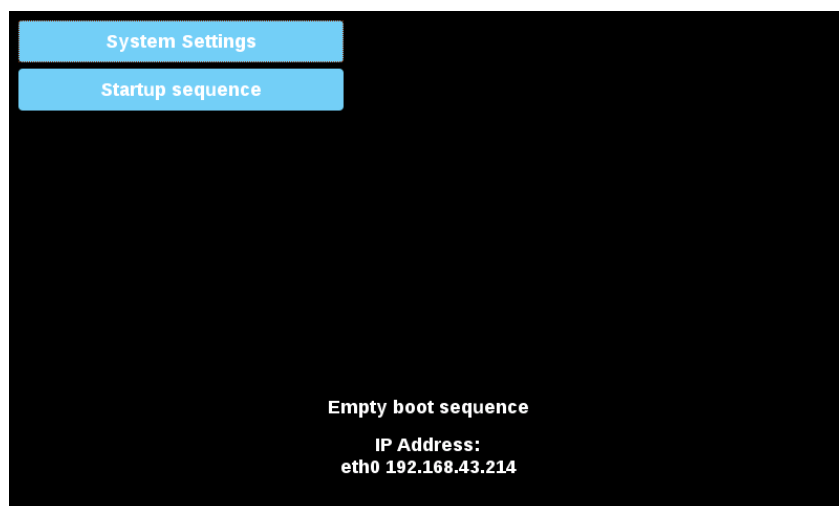 System Settings
Startup sequence
Empty boot sequence
IP Address:
eth0 192.168.43.214